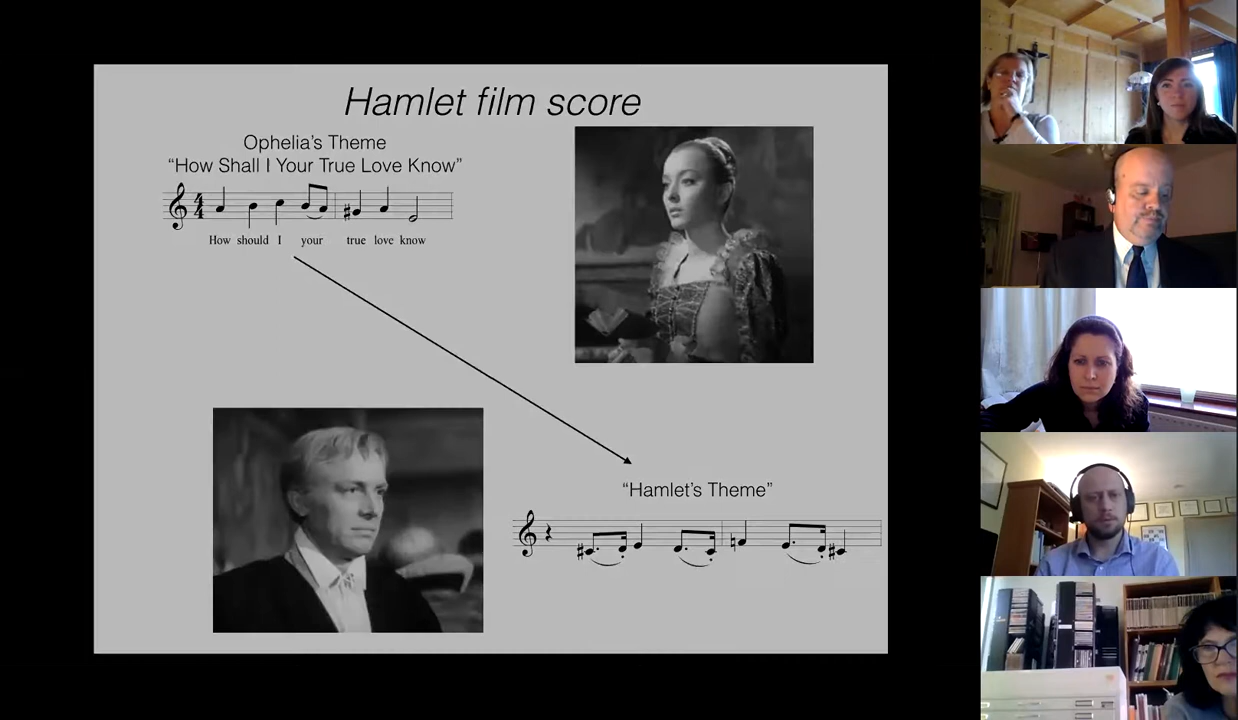 Hamlet film score
Ophelia's Theme
“How Shall I Your True Love Know”
How should I your true love know
“Hamlet's Theme”